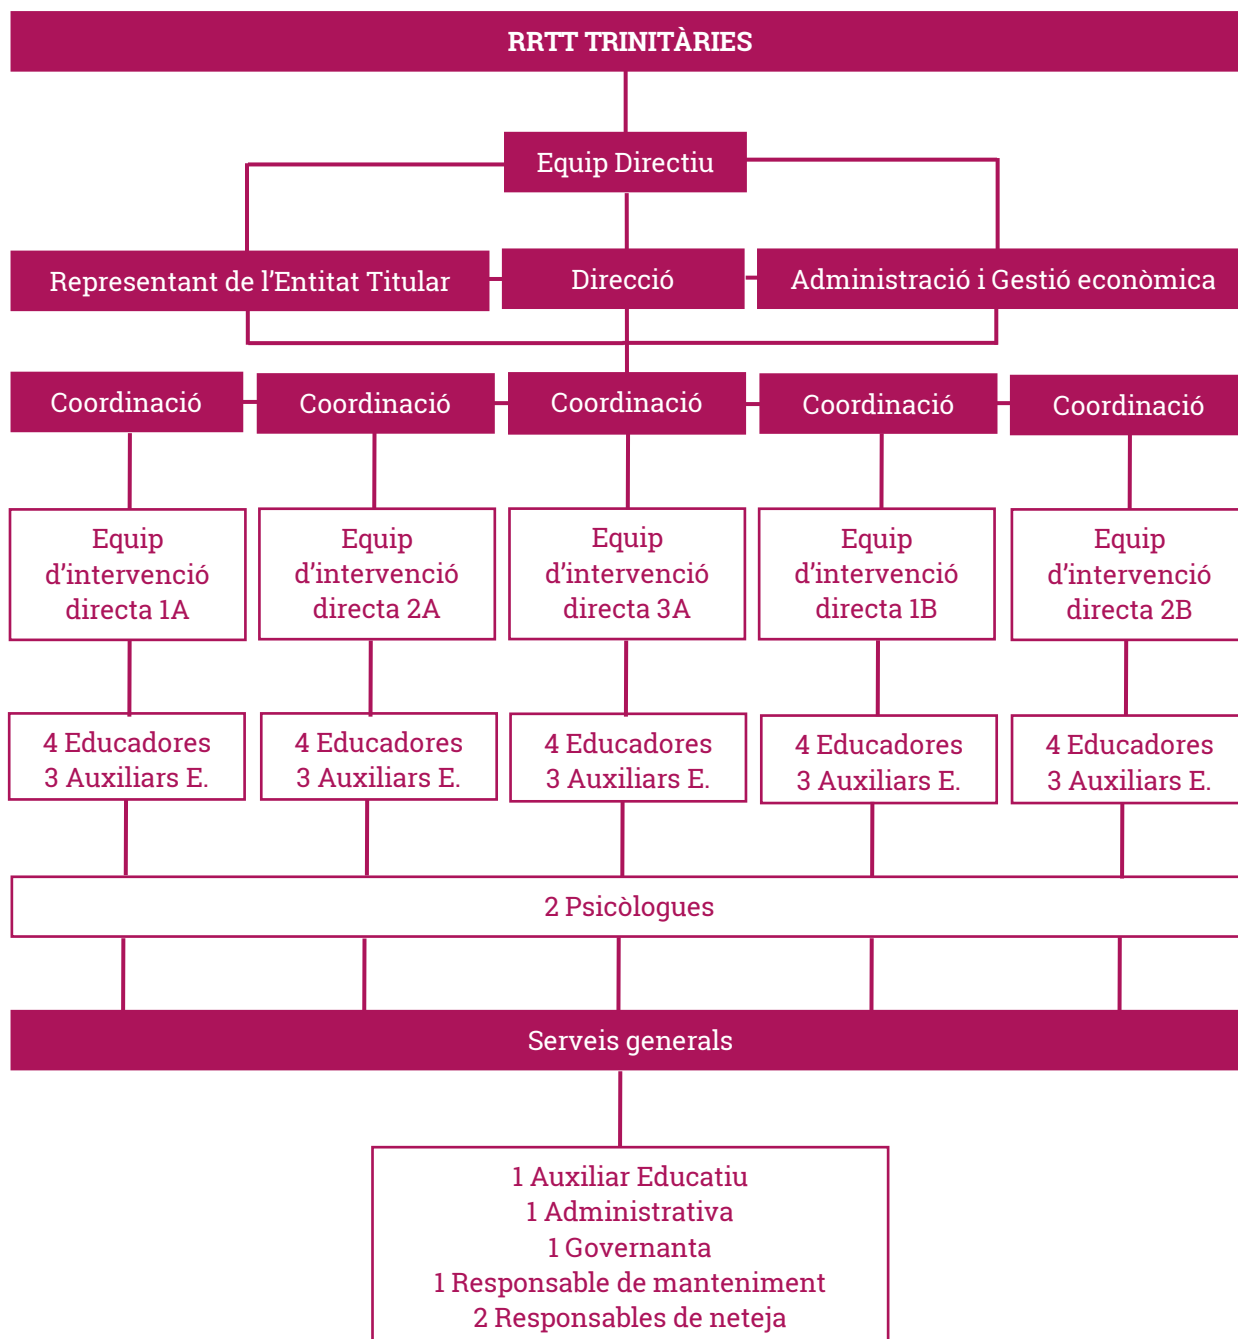 RRTT TRINITÀRIES
Equip Directiu
Representant de l'Entitat Titular
Direcció
Administració i Gestió econòmica
Coordinació
Coordinació
Coordinació
Coordinació
Coordinació
Equip
d'intervenció
directa 1A
Equip
d'intervenció
directa 2A
Equip
d'intervenció
directa 3A
Equip
d'intervenció
directa 1B
Equip
d'intervenció
directa 2B
4 Educadores
3 Auxiliars E.
4 Educadores
3 Auxiliars E.
4 Educadores
3 Auxiliars E.
4 Educadores
3 Auxiliars E.
4 Educadores
3 Auxiliars E.
2 Psicòlogues
Serveis generals
1 Auxiliar Educatiu
1 Administrativa
1 Governanta
1 Responsable de manteniment
2 Responsables de neteja